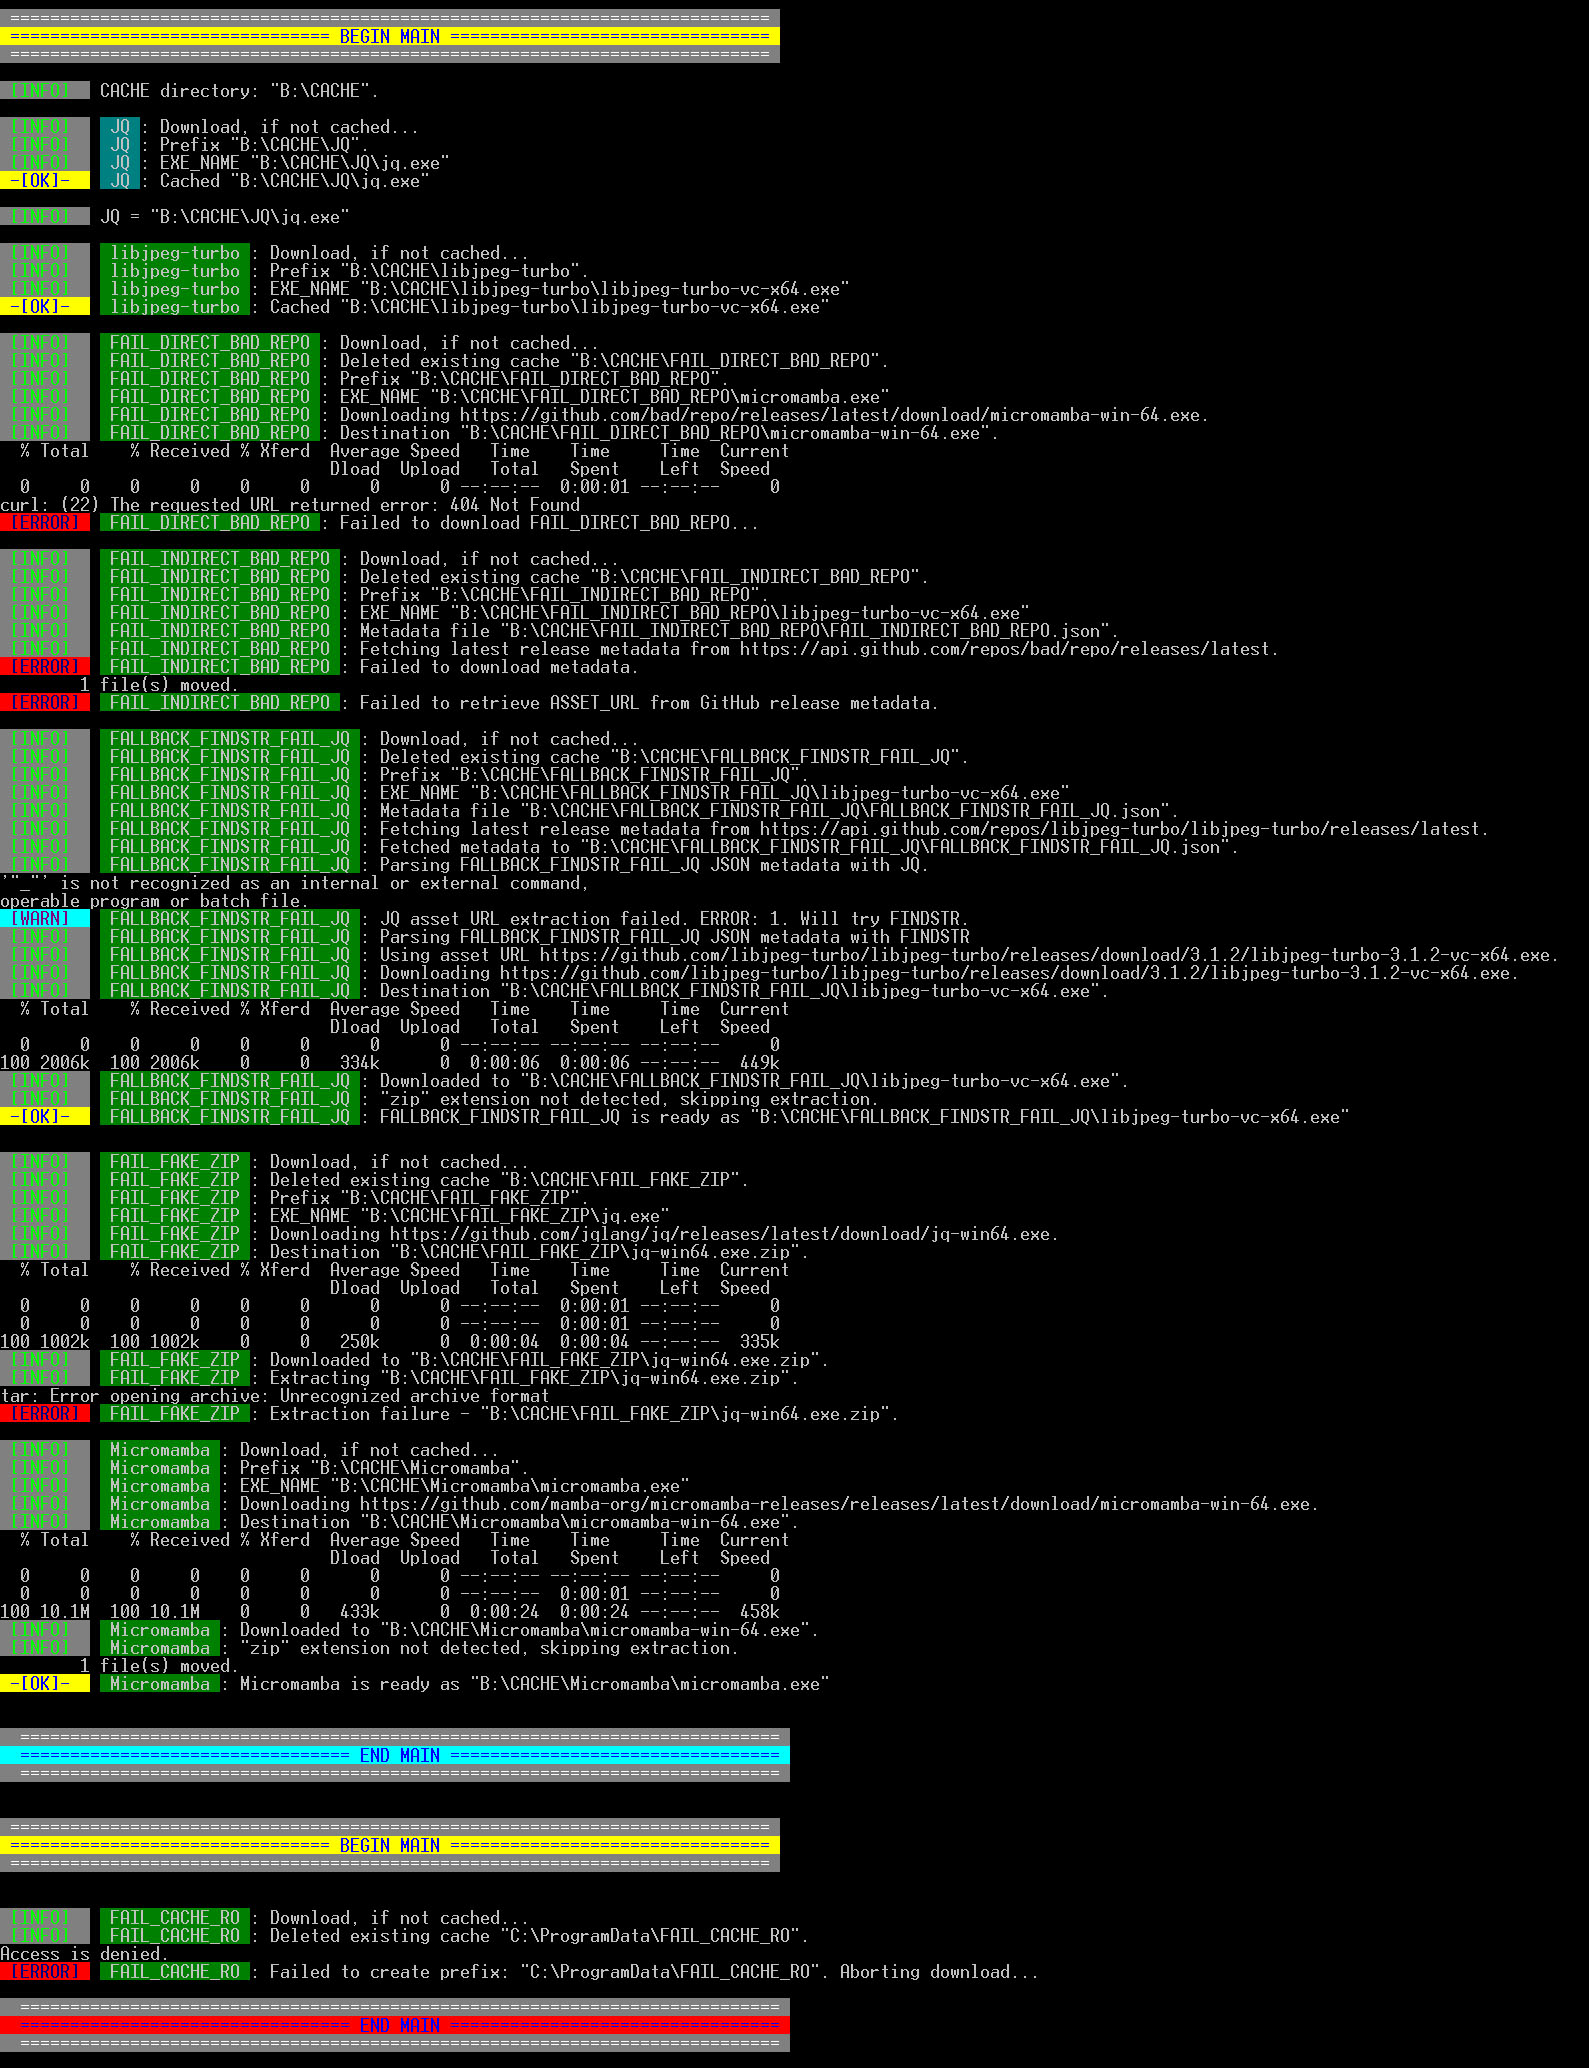 ============================================================================
================================ BEGIN MAIN ================================
============================================================================
[INFO] CACHE directory: "B:\CACHE".
[INFO] JQ : Download, if not cached...
[INFO] JQ : Prefix "B:\CACHE\JQ".
[INFO] JQ : EXE_NAME "B:\CACHE\JQ\jq.exe"
-[OK]- JQ : Cached "B:\CACHE\JQ\jq.exe"
[INFO] JQ = "B:\CACHE\JQ\jq.exe"
[INFO] libjpeg-turbo : Download, if not cached...
[INFO] libjpeg-turbo : Prefix "B:\CACHE\libjpeg-turbo".
[INFO] libjpeg-turbo : EXE_NAME "B:\CACHE\libjpeg-turbo\libjpeg-turbo-vc-x64.exe"
-[OK]- libjpeg-turbo : Cached "B:\CACHE\libjpeg-turbo\libjpeg-turbo-vc-x64.exe"
[INFO] FAIL_DIRECT_BAD_REPO : Download, if not cached...
[INFO] FAIL_DIRECT_BAD_REPO : Deleted existing cache "B:\CACHE\FAIL_DIRECT_BAD_REPO".
[INFO] FAIL_DIRECT_BAD_REPO : Prefix "B:\CACHE\FAIL_DIRECT_BAD_REPO".
[INFO] FAIL_DIRECT_BAD_REPO : EXE_NAME "B:\CACHE\FAIL_DIRECT_BAD_REPO\micromamba.exe"
[INFO] FAIL_DIRECT_BAD_REPO : Downloading https://github.com/bad/repo/releases/latest/download/micromamba-win-64.exe.
[INFO] FAIL_DIRECT_BAD_REPO : Destination "B:\CACHE\FAIL_DIRECT_BAD_REPO\micromamba-win-64.exe".
% Total % Received % Xferd Average Speed Time Time Time Current
Dload Upload Total Spent Left Speed
0 0 0 0 0 0 0 0 --:--:-- 0:00:01 --:--:-- 0
curl: (22) The requested URL returned error: 404 Not Found
[ERROR] FAIL_DIRECT_BAD_REPO : Failed to download FAIL_DIRECT_BAD_REPO...
[INFO] FAIL_INDIRECT_BAD_REPO : Download, if not cached...
[INFO] FAIL_INDIRECT_BAD_REPO : Deleted existing cache "B:\CACHE\FAIL_INDIRECT_BAD_REPO".
[INFO] FAIL_INDIRECT_BAD_REPO : Prefix "B:\CACHE\FAIL_INDIRECT_BAD_REPO".
[INFO] FAIL_INDIRECT_BAD_REPO : EXE_NAME "B:\CACHE\FAIL_INDIRECT_BAD_REPO\libjpeg-turbo-vc-x64.exe"
[INFO] FAIL_INDIRECT_BAD_REPO : Metadata file "B:\CACHE\FAIL_INDIRECT_BAD_REPO\FAIL_INDIRECT_BAD_REPO.json".
[INFO] FAIL_INDIRECT_BAD_REPO : Fetching latest release metadata from https://api.github.com/repos/bad/repo/releases/latest.
[ERROR] FAIL_INDIRECT_BAD_REPO : Failed to download metadata.
1 file(s) moved.
[ERROR] FAIL_INDIRECT_BAD_REPO : Failed to retrieve ASSET_URL from GitHub release metadata.
[INFO] FALLBACK_FINDSTR_FAIL_JQ : Download, if not cached...
[INFO] FALLBACK_FINDSTR_FAIL_JQ : Deleted existing cache "B:\CACHE\FALLBACK_FINDSTR_FAIL_JQ".
[INFO] FALLBACK_FINDSTR_FAIL_JQ : Prefix "B:\CACHE\FALLBACK_FINDSTR_FAIL_JQ".
[INFO] FALLBACK_FINDSTR_FAIL_JQ : EXE_NAME "B:\CACHE\FALLBACK_FINDSTR_FAIL_JQ\libjpeg-turbo-vc-x64.exe"
[INFO] FALLBACK_FINDSTR_FAIL_JQ : Metadata file "B:\CACHE\FALLBACK_FINDSTR_FAIL_JQ\FALLBACK_FINDSTR_FAIL_JQ.json".
[INFO] FALLBACK_FINDSTR_FAIL_JQ : Fetching latest release metadata from https://api.github.com/repos/libjpeg-turbo/libjpeg-turbo/releases/latest.
[INFO] FALLBACK_FINDSTR_FAIL_JQ : Fetched metadata to "B:\CACHE\FALLBACK_FINDSTR_FAIL_JQ\FALLBACK_FINDSTR_FAIL_JQ.json".
[INFO] FALLBACK_FINDSTR_FAIL_JQ : Parsing FALLBACK_FINDSTR_FAIL_JQ JSON metadata with JQ.
'"_"' is not recognized as an internal or external command,
operable program or batch file.
[WARN] FALLBACK_FINDSTR_FAIL_JQ : JQ asset URL extraction failed. ERROR: 1. Will try FINDSTR.
[INFO] FALLBACK_FINDSTR_FAIL_JQ : Parsing FALLBACK_FINDSTR_FAIL_JQ JSON metadata with FINDSTR
[INFO] FALLBACK_FINDSTR_FAIL_JQ : Using asset URL https://github.com/libjpeg-turbo/libjpeg-turbo/releases/download/3.1.2/libjpeg-turbo-3.1.2-vc-x64.exe.
[INFO] FALLBACK_FINDSTR_FAIL_JQ : Downloading https://github.com/libjpeg-turbo/libjpeg-turbo/releases/download/3.1.2/libjpeg-turbo-3.1.2-vc-x64.exe.
[INFO] FALLBACK_FINDSTR_FAIL_JQ : Destination "B:\CACHE\FALLBACK_FINDSTR_FAIL_JQ\libjpeg-turbo-vc-x64.exe".
% Total % Received % Xferd Average Speed Time Time Time Current
Dload Upload Total Spent Left Speed
0 0 0 0 0 0 0 0 --:--:-- --:--:-- --:--:-- 0
100 2006k 100 2006k 0 0 334k 0 0:00:06 0:00:06 --:--:-- 449k
[INFO] FALLBACK_FINDSTR_FAIL_JQ : Downloaded to "B:\CACHE\FALLBACK_FINDSTR_FAIL_JQ\libjpeg-turbo-vc-x64.exe".
[INFO] FALLBACK_FINDSTR_FAIL_JQ : "zip" extension not detected, skipping extraction.
-[OK]- FALLBACK_FINDSTR_FAIL_JQ : FALLBACK_FINDSTR_FAIL_JQ is ready as "B:\CACHE\FALLBACK_FINDSTR_FAIL_JQ\libjpeg-turbo-vc-x64.exe"
[INFO] FAIL_FAKE_ZIP : Download, if not cached...
[INFO] FAIL_FAKE_ZIP : Deleted existing cache "B:\CACHE\FAIL_FAKE_ZIP".
[INFO] FAIL_FAKE_ZIP : Prefix "B:\CACHE\FAIL_FAKE_ZIP".
[INFO] FAIL_FAKE_ZIP : EXE_NAME "B:\CACHE\FAIL_FAKE_ZIP\jq.exe"
[INFO] FAIL_FAKE_ZIP : Downloading https://github.com/jqlang/jq/releases/latest/download/jq-win64.exe.
[INFO] FAIL_FAKE_ZIP : Destination "B:\CACHE\FAIL_FAKE_ZIP\jq-win64.exe.zip".
% Total % Received % Xferd Average Speed Time Time Time Current
Dload Upload Total Spent Left Speed
0 0 0 0 0 0 0 0 --:--:-- 0:00:01 --:--:-- 0
0 0 0 0 0 0 0 0 --:--:-- 0:00:01 --:--:-- 0
100 1002k 100 1002k 0 0 250k 0 0:00:04 0:00:04 --:--:-- 335k
[INFO] FAIL_FAKE_ZIP : Downloaded to "B:\CACHE\FAIL_FAKE_ZIP\jq-win64.exe.zip".
[INFO] FAIL_FAKE_ZIP : Extracting "B:\CACHE\FAIL_FAKE_ZIP\jq-win64.exe.zip".
tar: Error opening archive: Unrecognized archive format
[ERROR] FAIL_FAKE_ZIP : Extraction failure - "B:\CACHE\FAIL_FAKE_ZIP\jq-win64.exe.zip".
[INFO] Micromamba : Download, if not cached...
[INFO] Micromamba : Prefix "B:\CACHE\Micromamba".
[INFO] Micromamba : EXE_NAME "B:\CACHE\Micromamba\micromamba.exe"
[INFO] Micromamba : Downloading https://github.com/mamba-org/micromamba-releases/releases/latest/download/micromamba-win-64.exe.
[INFO] Micromamba : Destination "B:\CACHE\Micromamba\micromamba-win-64.exe".
% Total % Received % Xferd Average Speed Time Time Time Current
Dload Upload Total Spent Left Speed
0 0 0 0 0 0 0 0 --:--:-- --:--:-- --:--:-- 0
0 0 0 0 0 0 0 0 --:--:-- 0:00:01 --:--:-- 0
100 10.1M 100 10.1M 0 0 433k 0 0:00:24 0:00:24 --:--:-- 458k
[INFO] Micromamba : Downloaded to "B:\CACHE\Micromamba\micromamba-win-64.exe".
[INFO] Micromamba : "zip" extension not detected, skipping extraction.
1 file(s) moved.
-[OK]- Micromamba : Micromamba is ready as "B:\CACHE\Micromamba\micromamba.exe"
============================================================================
================================= END MAIN =================================
============================================================================
============================================================================
================================ BEGIN MAIN ================================
============================================================================
[INFO] FAIL_CACHE_RO : Download, if not cached...
[INFO] FAIL_CACHE_RO : Deleted existing cache "C:\ProgramData\FAIL_CACHE_RO".
Access is denied.
[ERROR] FAIL_CACHE_RO : Failed to create prefix: "C:\ProgramData\FAIL_CACHE_RO". Aborting download...
============================================================================
================================= END MAIN =================================
============================================================================